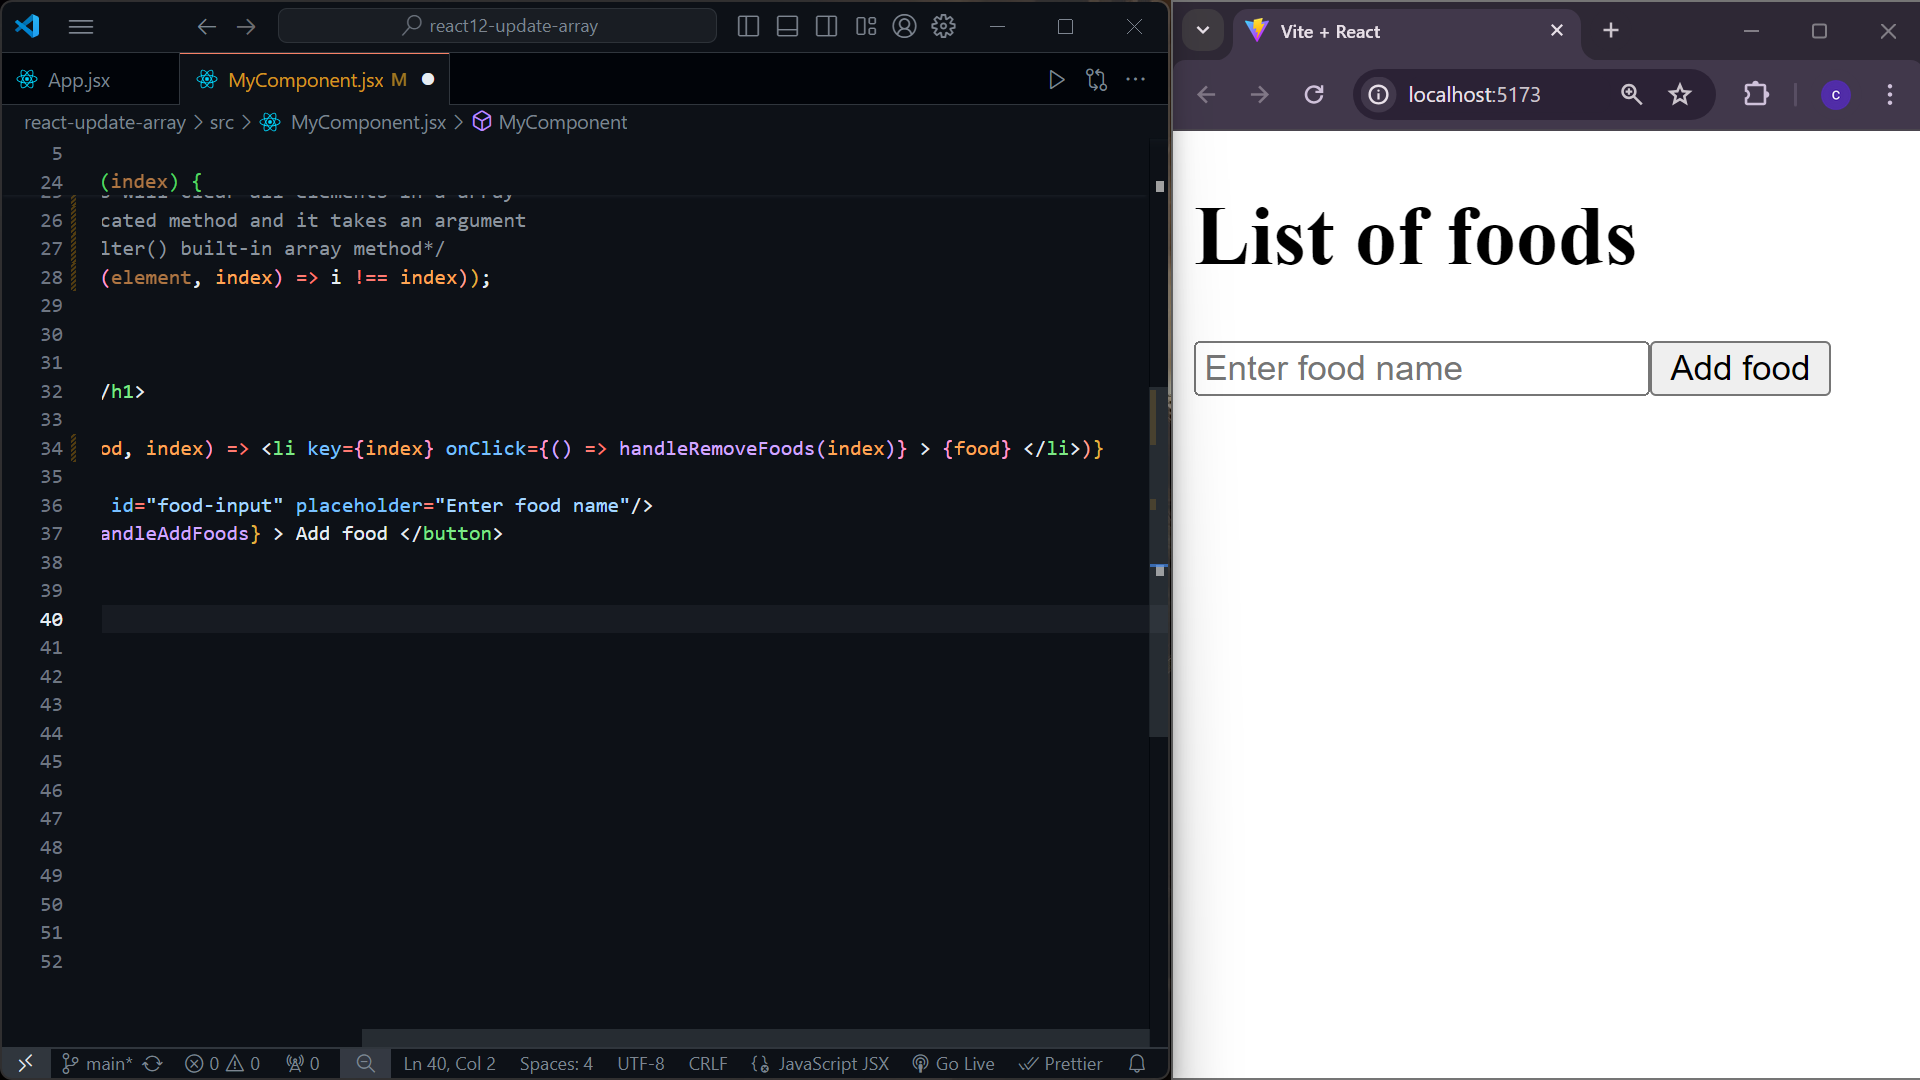 react12-update-array
App.jsx
MyComponent.jsx M
react-update-array > src > MyComponent.jsx > MyComponent
5
24 (index) {
26 cated method and it takes an argument
27 lter() built-in array method*/
28 (element, index) => i !== index));
29
30
31
32 /h1>
33
34 od, index) => <li key={index} onClick={() => handleRemoveFoods(index)} > {food} </li>)}
35
36 id="food-input" placeholder="Enter food name"/>
37 andleAddFoods} > Add food </button>
38
39
40
41
42
43
44
45
46
47
48
49
50
51
52
main* 0 0 0 Ln 40, Col 2 Spaces: 4 UTF-8 CRLF JavaScript JSX Go Live Prettier
Vite + React
localhost:5173
c
List of foods
Enter food name
Add food